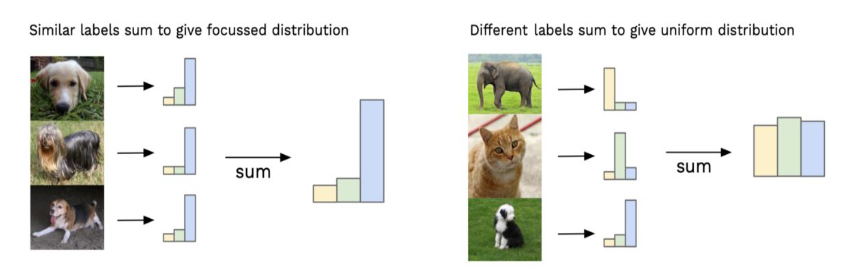 Similar labels sum to give focussed distribution
sum
Different labels sum to give uniform distribution
sum